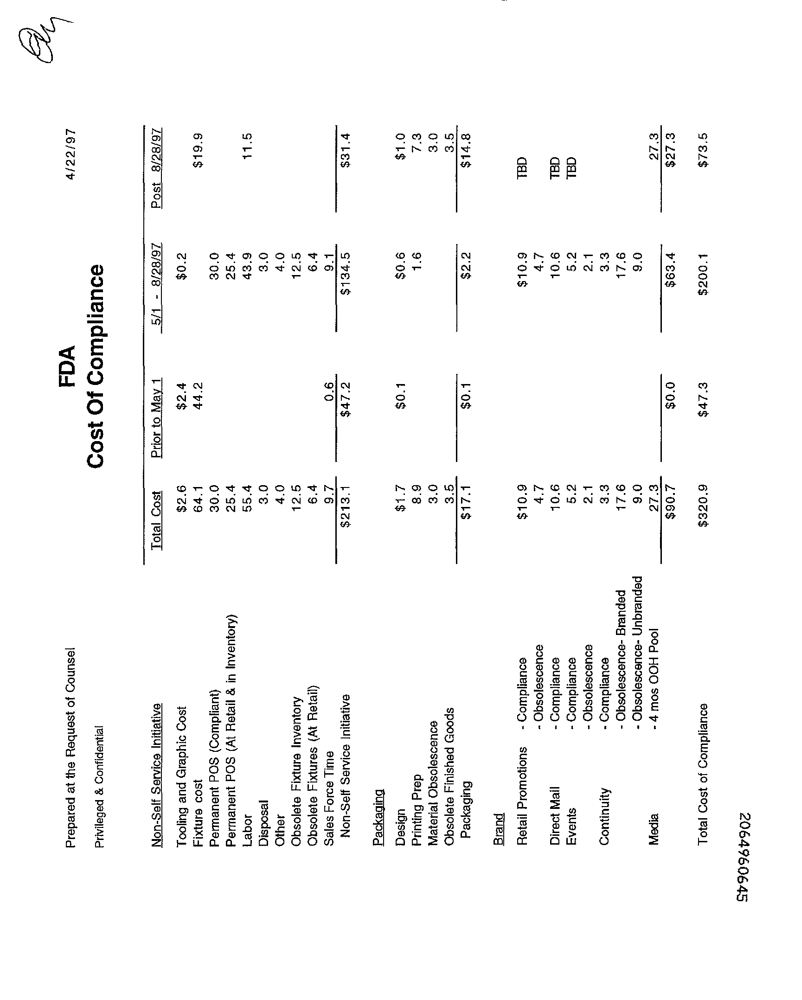 FDA
Cost Of Compliance
Prepared at the Request of Counsel 4/22/97
Privileged & Confidential
Non-Self Service Initiative Total Cost Prior to May 1 5/1 - 8/28/97 Post 8/28/97
Tooling and Graphic Cost $2.6 $2.4 $0.2
Fixture cost 64.1 44.2 $19.9
Permanent POS (Compliant) 30.0 30.0
Permanent POS (At Retail & in Inventory) 25.4 25.4
Labor 55.4 43.9 11.5
Disposal 3.0 3.0
Other 4.0 4.0
Obsolete Fixture Inventory 12.5 12.5
Obsolete Fixtures (At Retail) 6.4 6.4
Sales Force Time 9.7 0.6 9.1
Non-Self Service Initiative $213.1 $47.2 $134.5 $31.4
Packaging
Design $1.7 $0.1 $0.6 $1.0
Printing Prep 8.9 1.6 7.3
Material Obsolescence 3.0 3.0
Obsolete Finished Goods 3.5 3.5
Packaging $17.1 $0.1 $2.2 $14.8
Brand
Retail Promotions - Compliance $10.9 $10.9 TBD
- Obsolescence 4.7 4.7
Direct Mail - Compliance 10.6 10.6 TBD
Events - Compliance 5.2 5.2 TBD
- Obsolescence 2.1 2.1
Continuity - Compliance 3.3 3.3
- Obsolescence- Branded 17.6 17.6
- Obsolescence- Unbranded 9.0 9.0
Media - 4 mos OOH Pool 27.3 27.3
$90.7 $0.0 $63.4 $27.3
Total Cost of Compliance $320.9 $47.3 $200.1 $73.5
2064960645